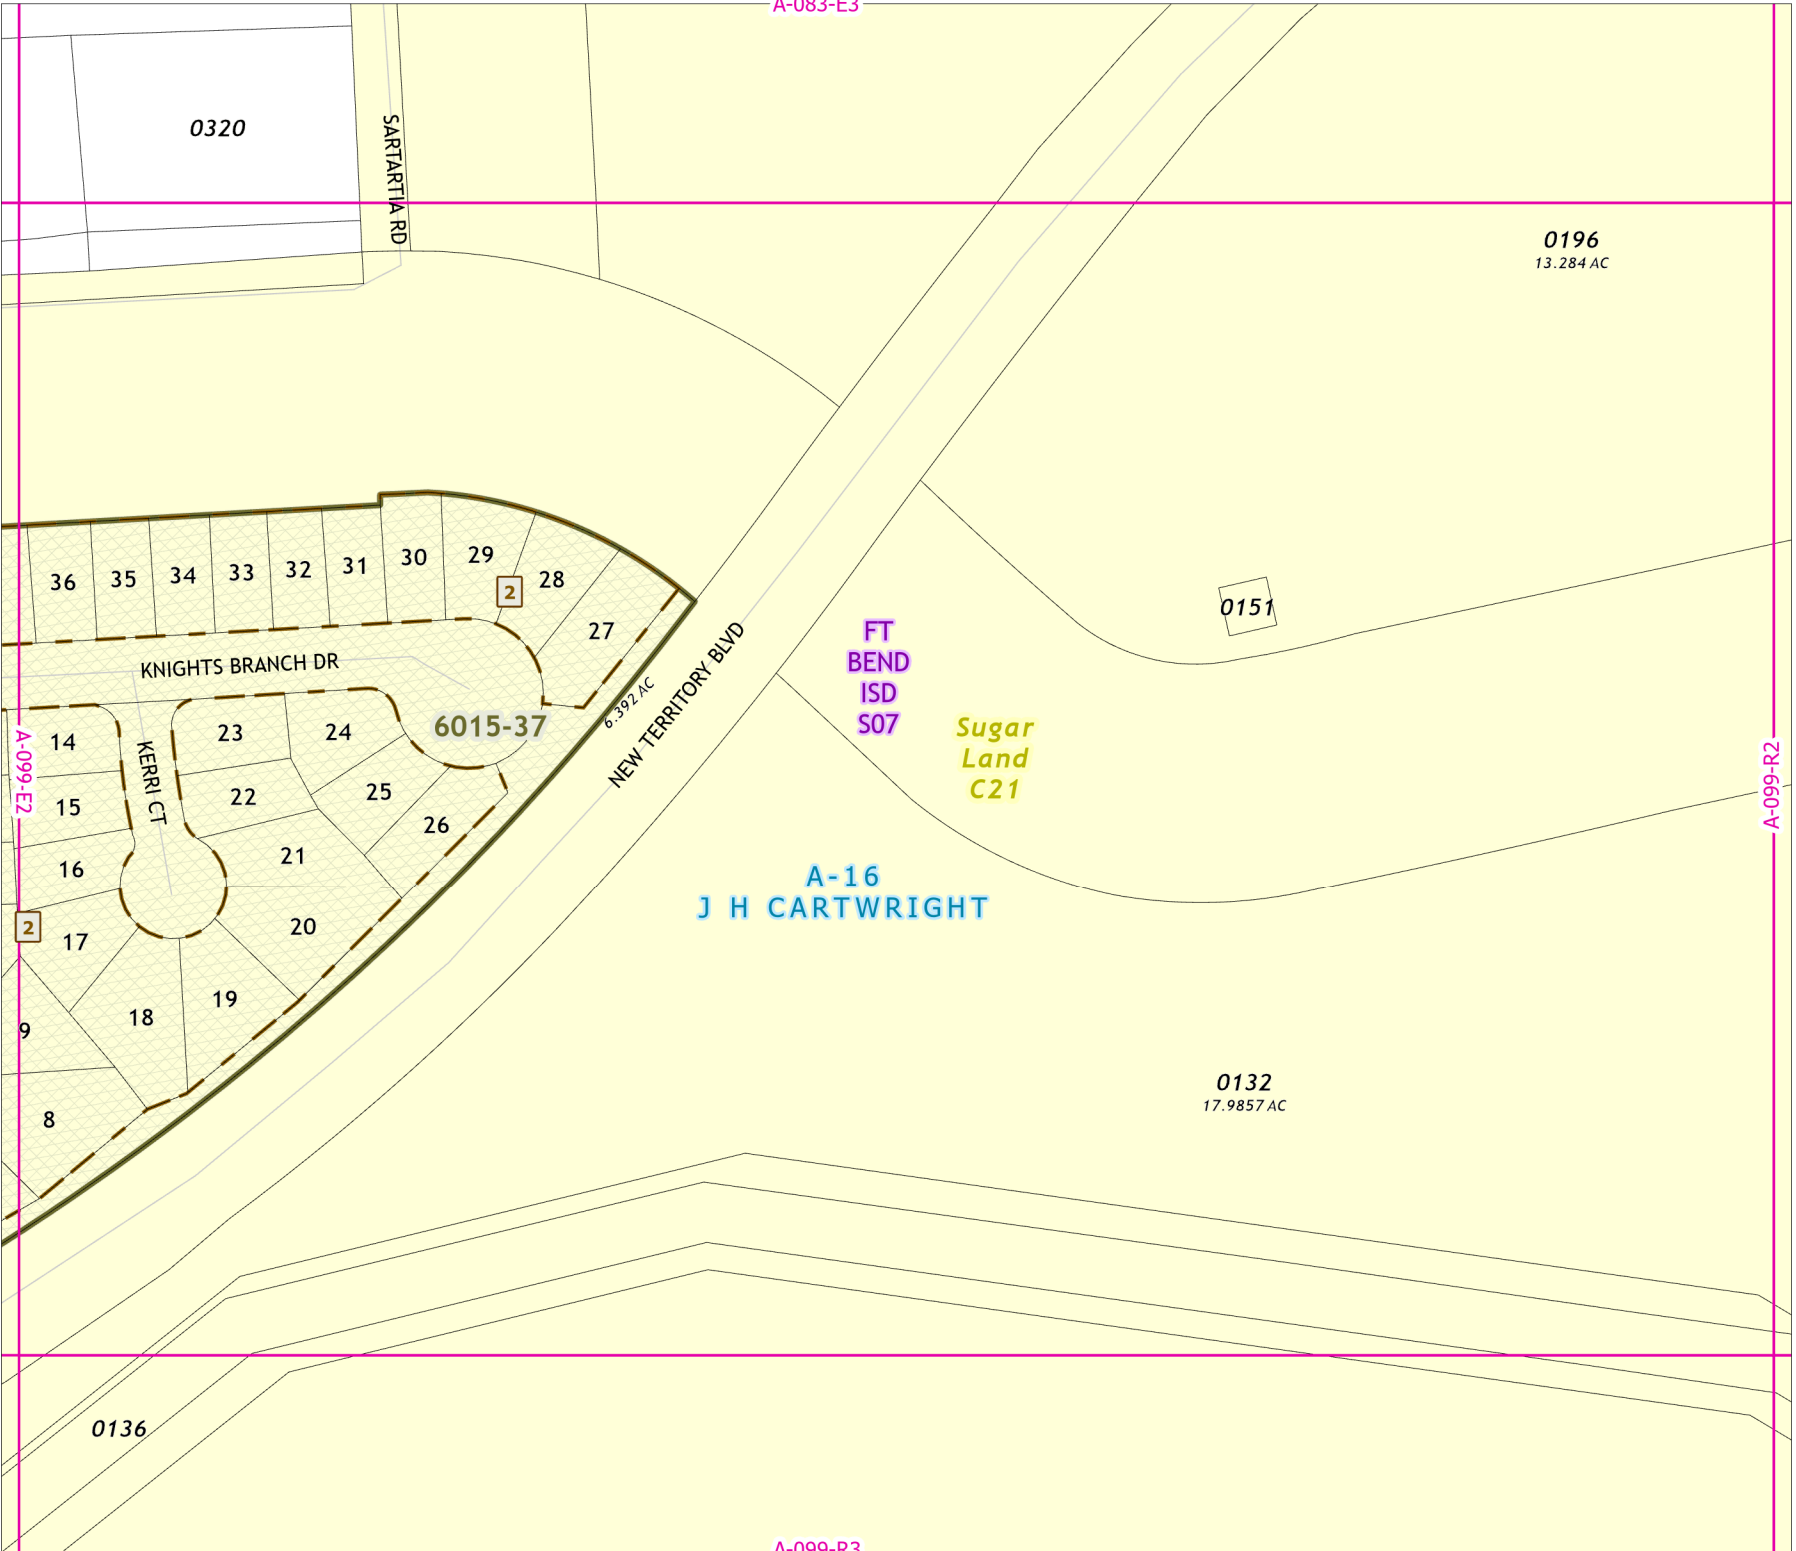 A-083-E3
0320
SARTARTIA RD
0196
13.284 AC
36
35
34
33
32
31
30
29
28
2
27
0151
KNIGHTS BRANCH DR
6.392 AC
NEW TERRITORY BLVD
FT
BEND
ISD
S07
Sugar
Land
C21
6015-37
14
23
24
A-099-E2
KERRI CT
A-099-R2
15
22
25
26
16
21
A-16
J H CARTWRIGHT
2
17
20
9
18
19
8
0132
17.9857 AC
0136
A-099-R3